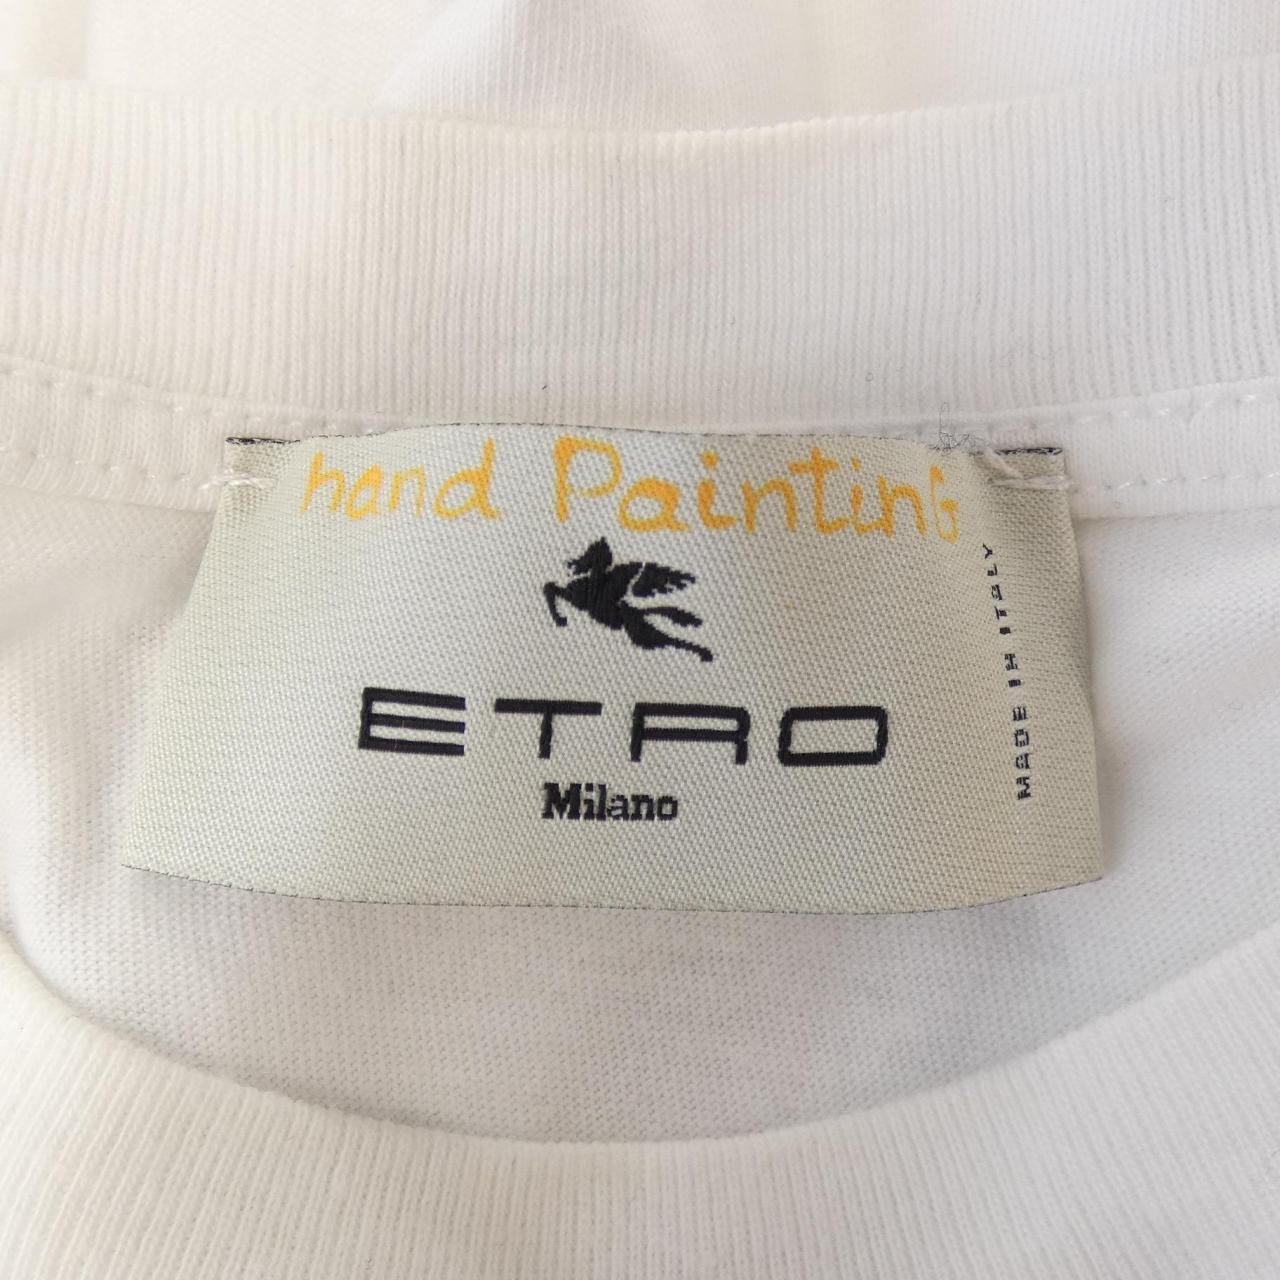 hand PaintinG
ETRO
Milano
MADE IN ITALY